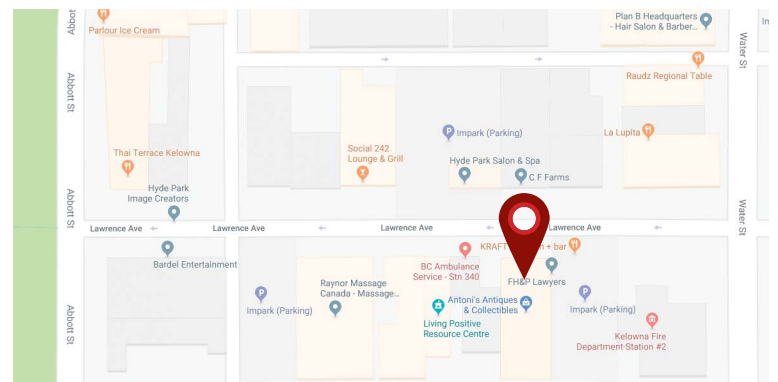 Abbott
Parlour Ice Cream
Plan B Headquarters
- Hair Salon & Barber...
Im
Water St
Abbott St
Raudz Regional Table
P Impark (Parking)
La Lupita
Thai Terrace Kelowna
Social 242
Lounge & Grill
Hyde Park Salon & Spa
C F Farms
Hyde Park
Image Creators
Abbott St
Water St
Lawrence Ave
Lawrence Ave
Lawrence Ave
Lawrence Ave
KRAFT
n + bar
Bardel Entertainment
BC Ambulance
Service - Stn 340
FH&P Lawyers
Raynor Massage
Canada - Massage...
P
Impark (Parking)
Antoni's Antiques
& Collectibles
P
Impark (Parking)
Living Positive
Resource Centre
Kelowna Fire
Department Station #2
Abbott St